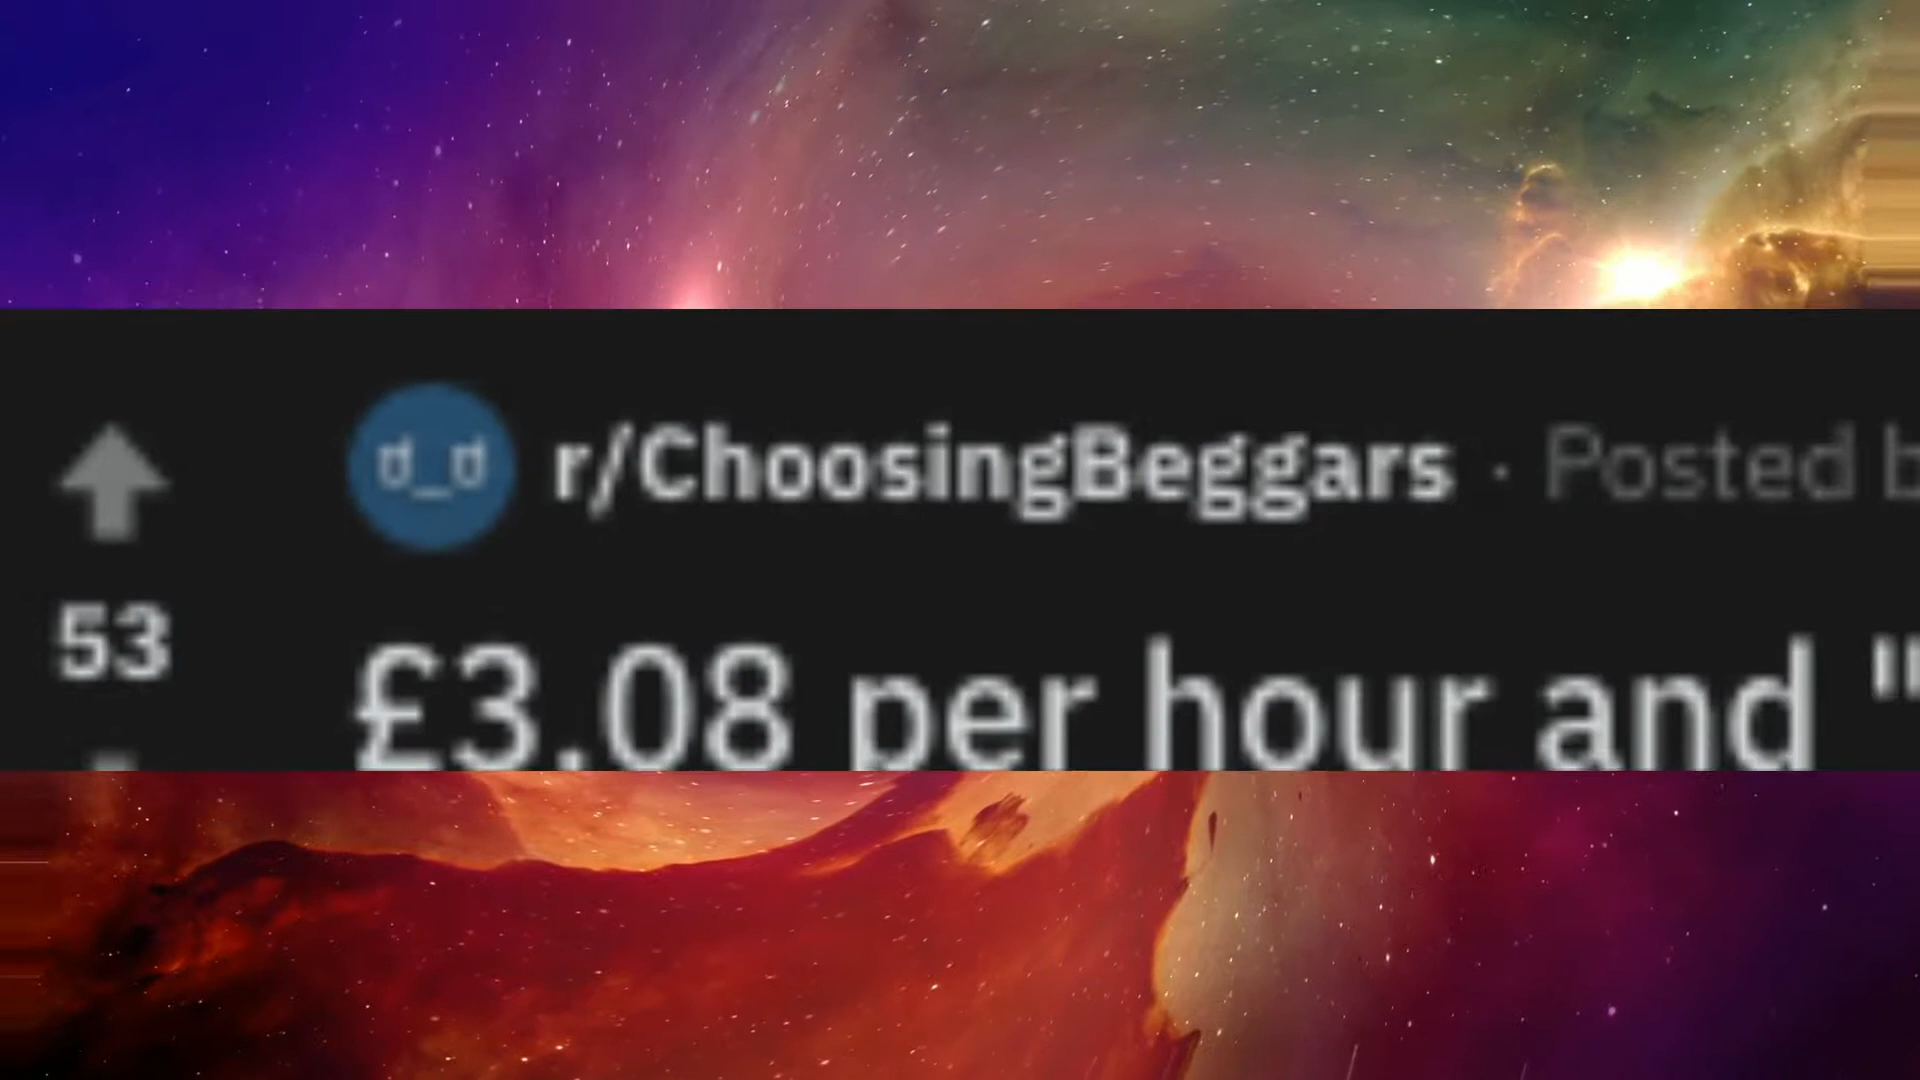 r/ChoosingBeggars · Posted b
53
£3.08 per hour and "